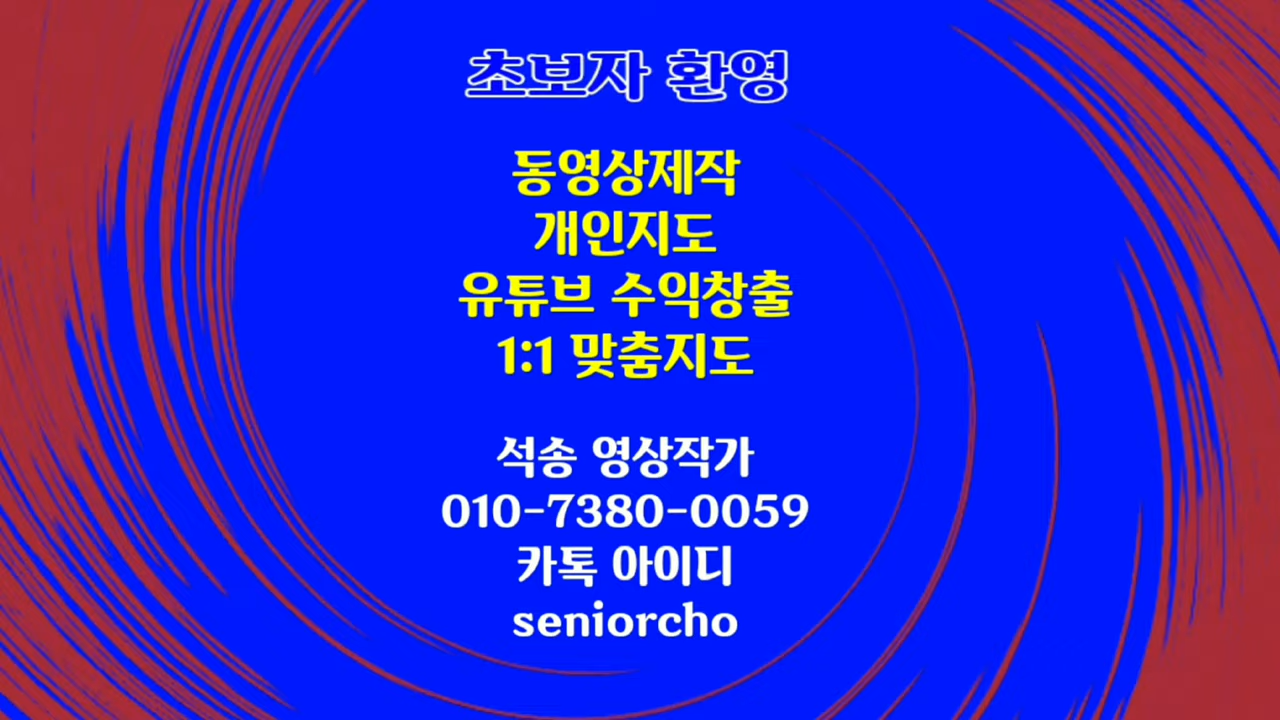 초보자 환영
동영상제작
개인지도
유튜브 수익창출
1:1 맞춤지도
석송 영상작가
010-7380-0059
카톡 아이디
seniorcho